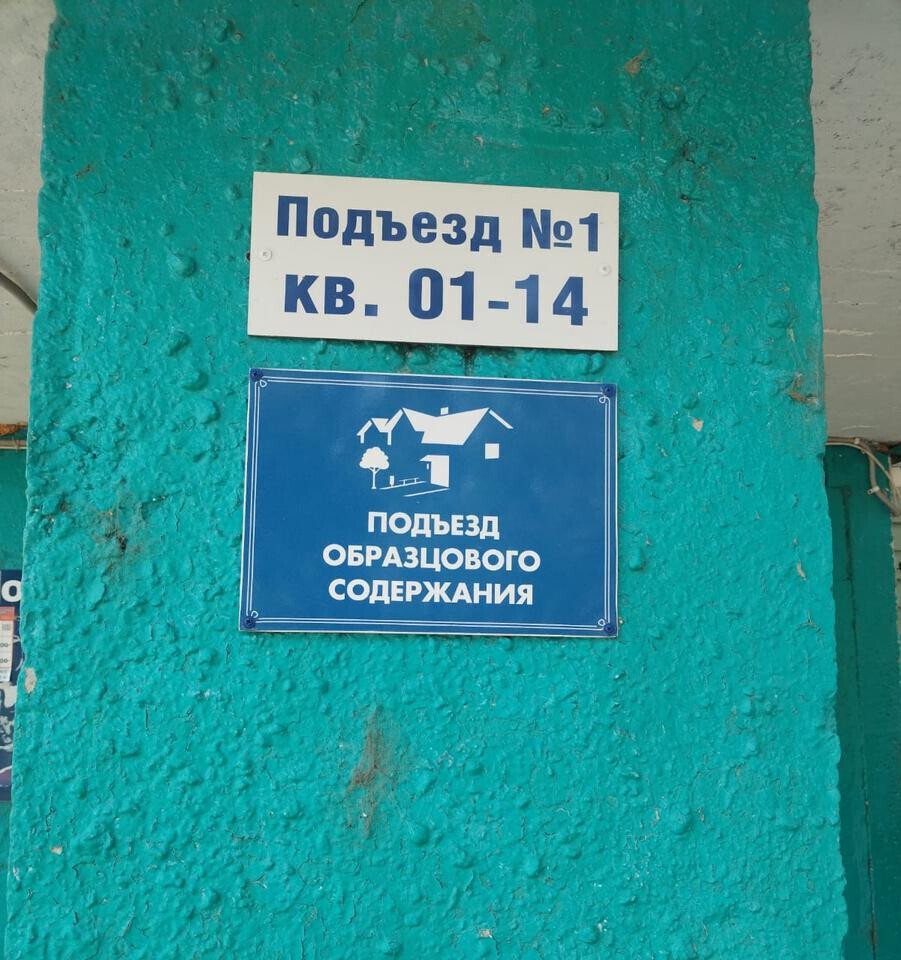 Подъезд №1
кв. 01-14
ПОДЪЕЗД
ОБРАЗЦОВОГО
СОДЕРЖАНИЯ